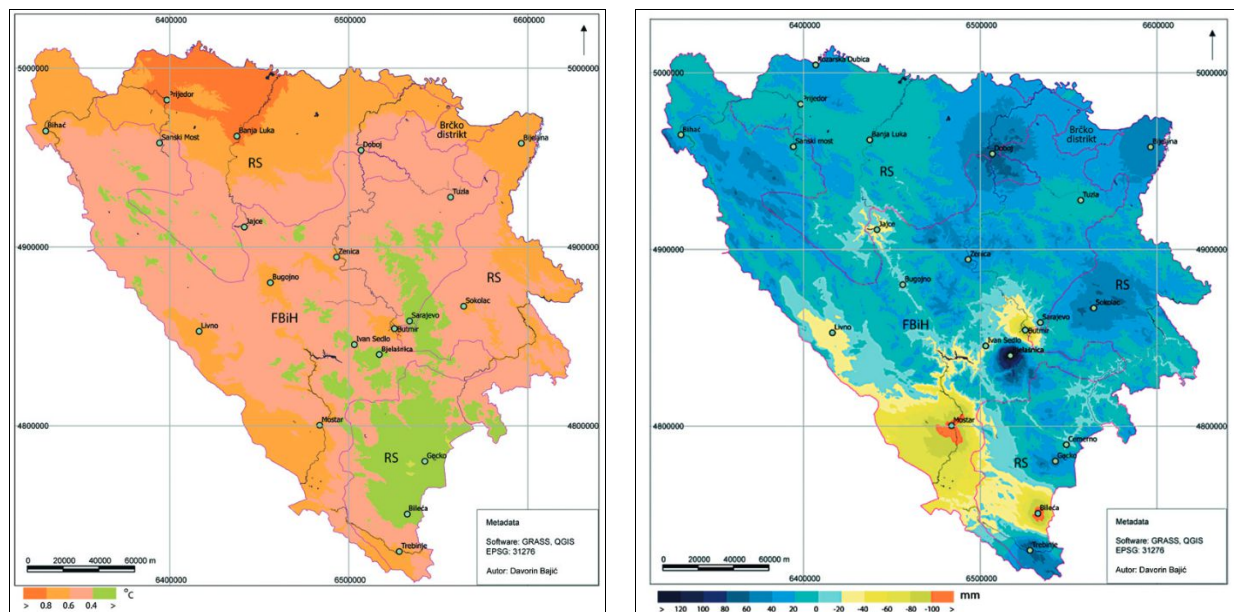 6400000 6500000 6600000
5000000
Prijedor
Bihać
Sanski Most
Banja Luka
RS
Brčko
distrikt
Bijeljina
Doboj
Tuzla
Jajce
4900000
Zenica
Bugojno
RS
Sokolac
FBiH
Sarajevo
Butmir
Livno
Ivan Sedlo
Bjelašnica
Mostar
4800000
RS
Gacko
Bileća
Trebinje
Metadata
Software: GRASS, QGIS
EPSG: 31276
Autor: Davorin Bajić
0 20000 40000 60000 m
6400000 6500000
°C
> 0.8 0.6 0.4 >
6400000 6500000 6600000
5000000 5000000
Kozarska Dubica
Prijedor
Bihać
Sanski most
Banja Luka
Brčko
distrikt
Doboj
Bijeljina
RS
Tuzla
Jajce
4900000 4900000
Zenica
Bugojno
RS
Sokolac
FBiH
Sarajevo
Butmir
Livno
Ivan Sedlo
Bjelašnica
Mostar
4800000 4800000
Čemerno
RS
Gacko
Bileća
Trebinje
Metadata
Software: GRASS, QGIS
EPSG: 31276
Autor: Davorin Bajić
0 20000 40000 60000 m
6400000 6500000 6600000
mm
> 120 100 80 60 40 20 0 -20 -40 -60 -80 -100 >